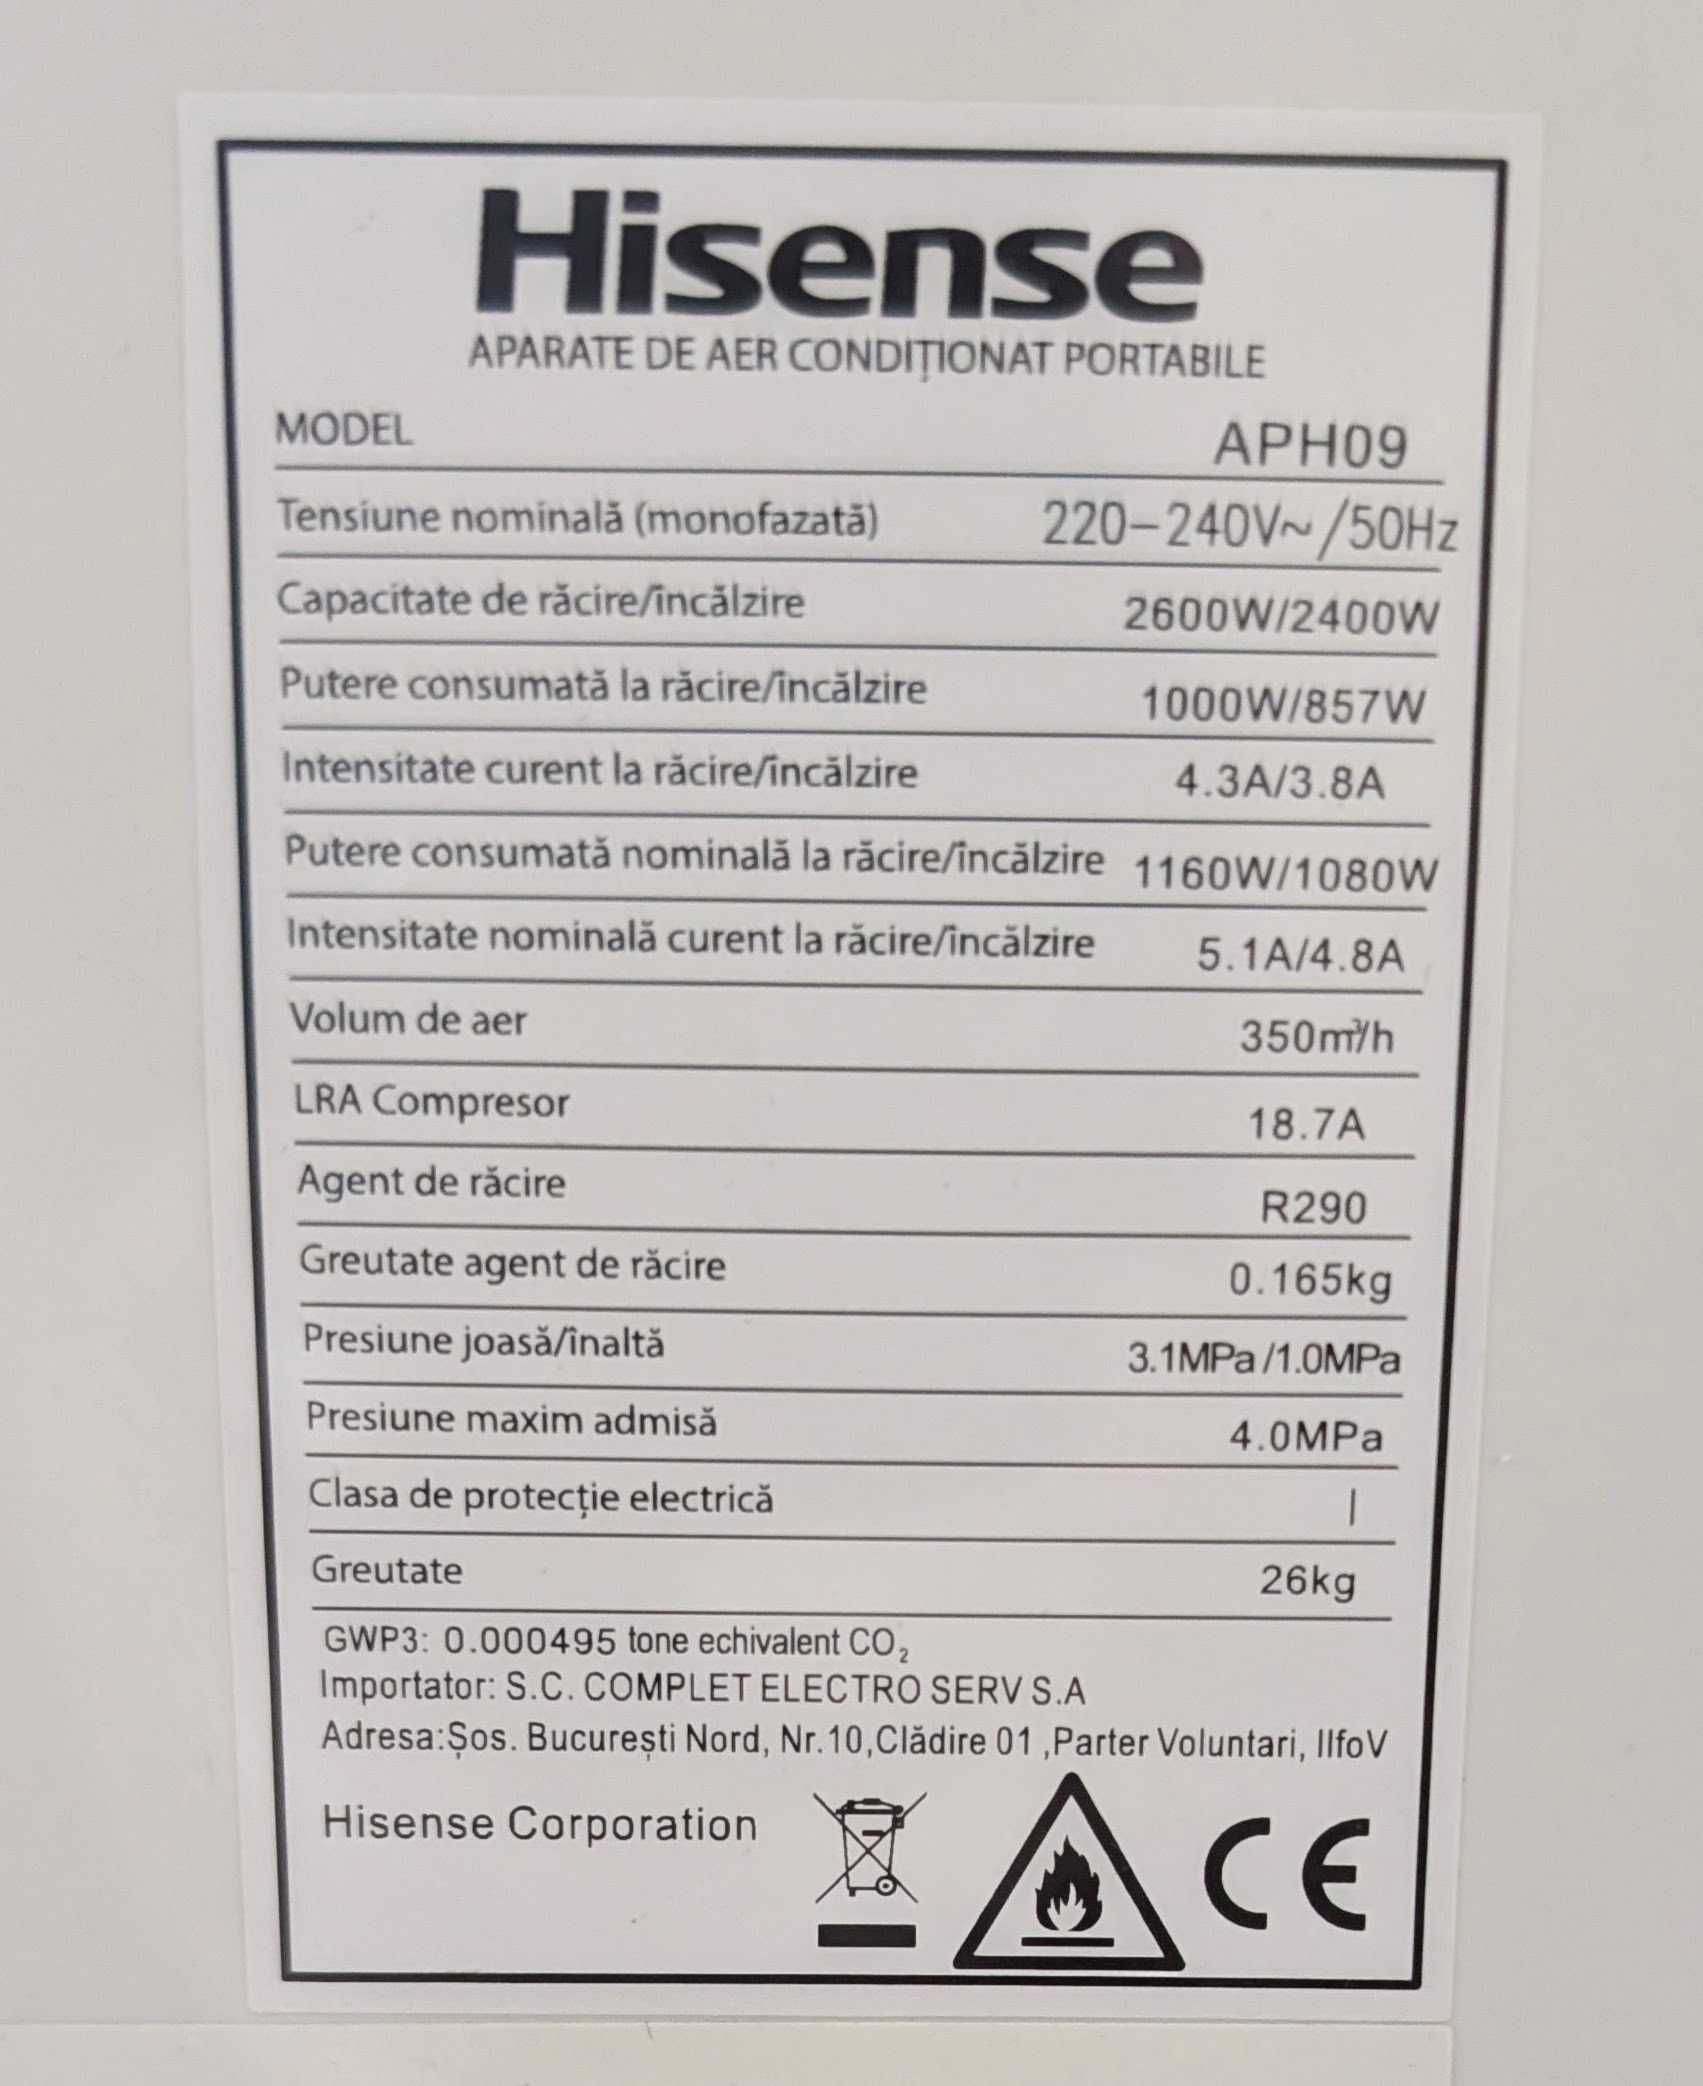 Hisense
APARATE DE AER CONDIȚIONAT PORTABILE
MODEL APH09
Tensiune nominală (monofazată) 220-240V~/50Hz
Capacitate de răcire/încălzire 2600W/2400W
Putere consumată la răcire/încălzire 1000W/857W
Intensitate curent la răcire/încălzire 4.3A/3.8A
Putere consumată nominală la răcire/încălzire 1160W/1080W
Intensitate nominală curent la răcire/încălzire 5.1A/4.8A
Volum de aer 350m³/h
LRA Compresor 18.7A
Agent de răcire R290
Greutate agent de răcire 0.165kg
Presiune joasă/înaltă 3.1MPa/1.0MPa
Presiune maxim admisă 4.0MPa
Clasa de protecție electrică I
Greutate 26kg
GWP3: 0.000495 tone echivalent CO₂
Importator: S.C. COMPLET ELECTRO SERV S.A
Adresa:Șos. București Nord, Nr.10,Clădire 01 ,Parter Voluntari, IlfoV
Hisense Corporation CE